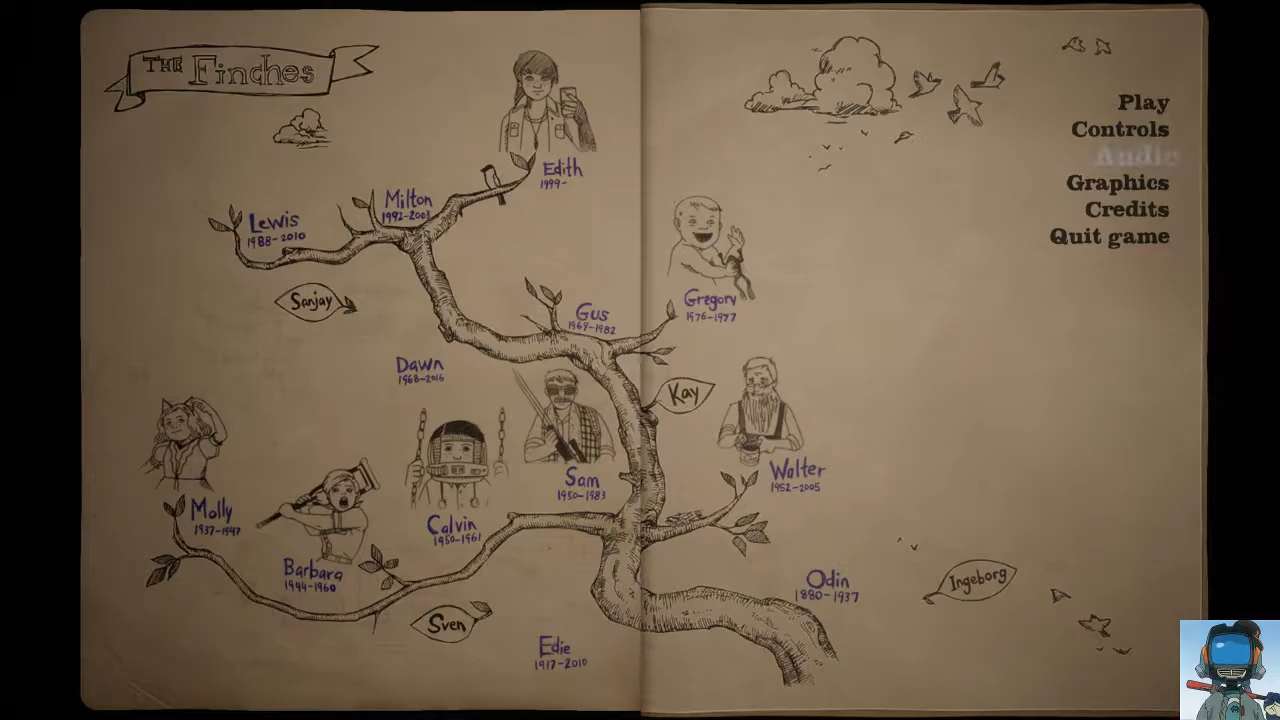 THE Finches
Edith
1999-
Milton
1992-2003
Lewis
1988-2010
Sanjay
Gregory
1976-1977
Gus
1969-1982
Dawn
1968-2016
Kay
Sam
1950-1983
Walter
1952-2005
Molly
1937-1947
Calvin
1950-1961
Barbara
1944-1960
Sven
Edie
1917-2010
Odin
1880-1937
Ingeborg
Play
Controls
Audio
Graphics
Credits
Quit game